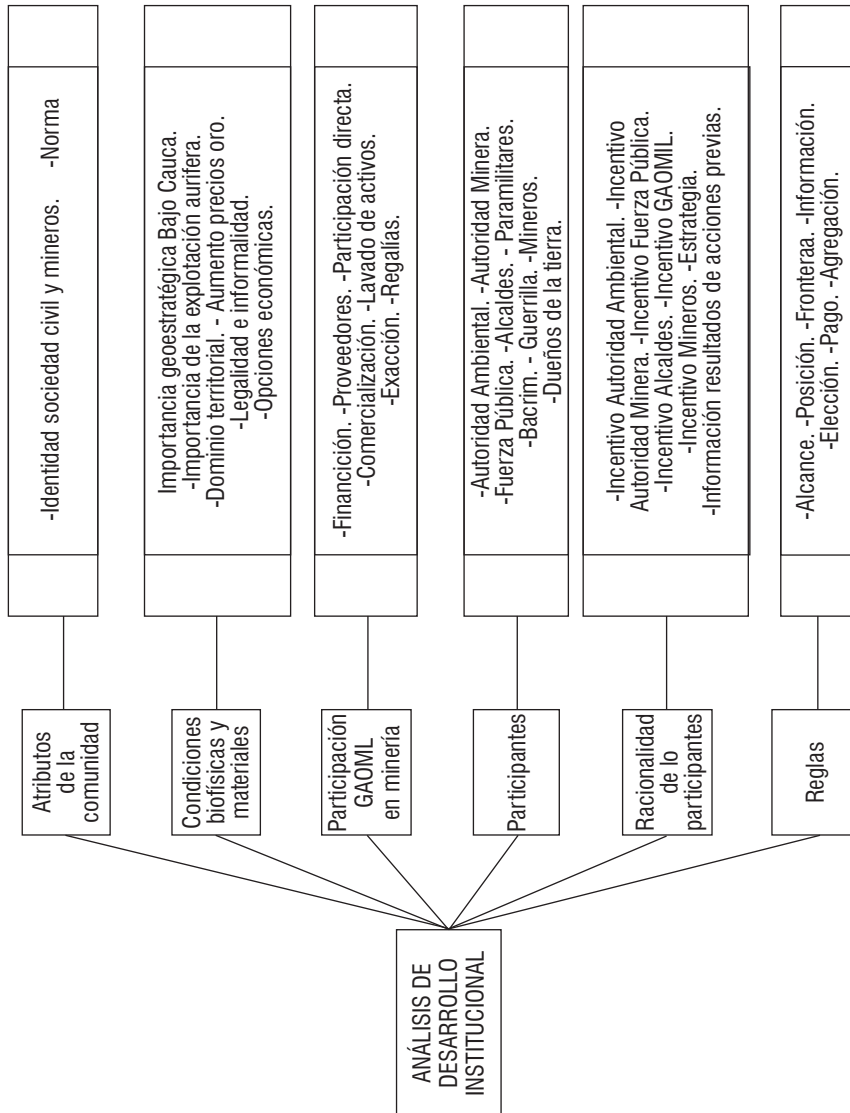 ANÁLISIS DE
DESARROLLO
INSTITUCIONAL
Atributos
de la
comunidad
-Identidad sociedad civil y mineros. -Norma
Condiciones
biofísicas y
materiales
Importancia geoestratégica Bajo Cauca.
-Importancia de la explotación aurífera.
-Dominio territorial. - Aumento precios oro.
-Legalidad e informalidad.
-Opciones económicas.
Participación
GAOML
en minería
-Financición. -Proveedores. -Participación directa.
-Comercialización. -Lavado de activos.
-Exacción. -Regalías.
Participantes
-Autoridad Ambiental. -Autoridad Minera.
-Fuerza Pública. -Alcaldes. - Paramilitares.
-Bacrim. - Guerrilla. -Mineros.
-Dueños de la tierra.
Racionalidad
de lo
participantes
-Incentivo Autoridad Ambiental. -Incentivo
Autoridad Minera. -Incentivo Fuerza Pública.
-Incentivo Alcaldes. -Incentivo GAOMIL.
-Incentivo Mineros. -Estrategia.
-Información resultados de acciones previas.
Reglas
-Alcance. -Posición. -Fronteraa. -Información.
-Elección. -Pago. -Agregación.